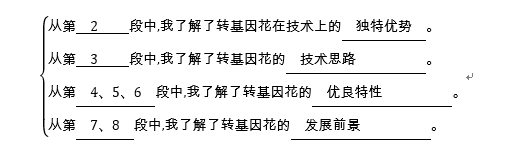 从第 2 段中,我了解了转基因花在技术上的 独特优势 。
从第 3 段中,我了解了转基因花的 技术思路 。
从第 4、5、6 段中,我了解了转基因花的 优良特性 。
从第 7、8 段中,我了解了转基因花的 发展前景 。